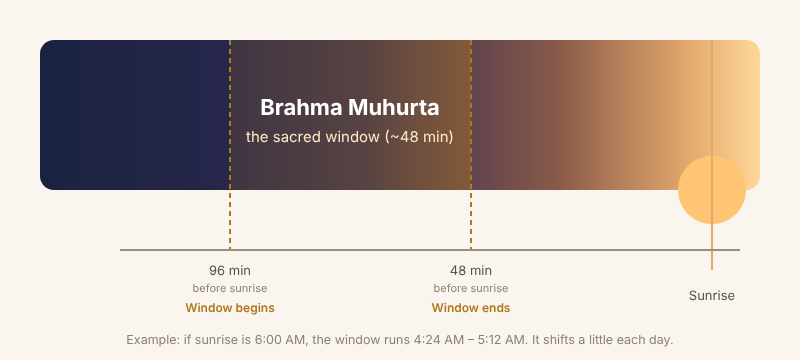 Brahma Muhurta
the sacred window (~48 min)
96 min
before sunrise
Window begins
48 min
before sunrise
Window ends
Sunrise
Example: if sunrise is 6:00 AM, the window runs 4:24 AM – 5:12 AM. It shifts a little each day.